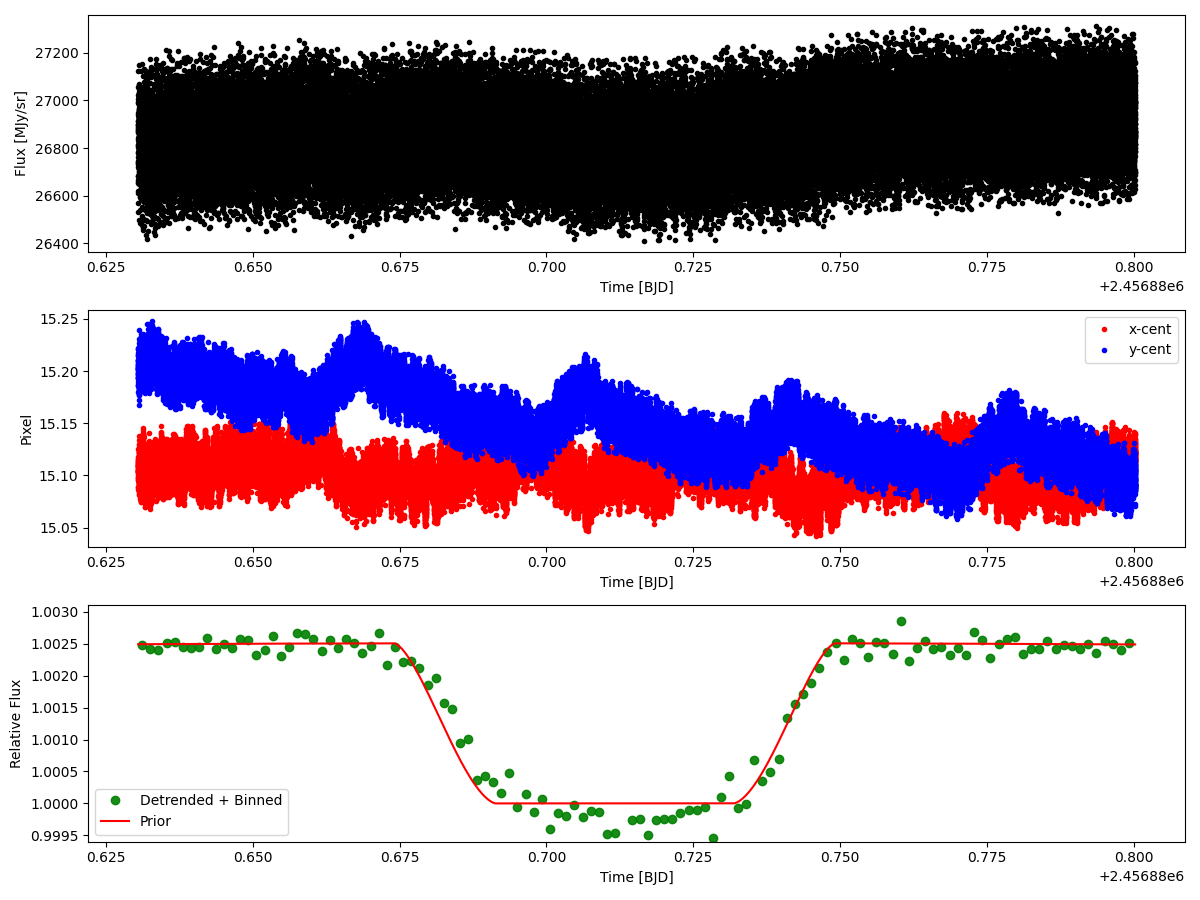 27200
27000
26800
26600
26400
Flux [MJy/sr]
0.625 0.650 0.675 0.700 0.725 0.750 0.775 0.800
Time [BJD]
+2.45688e6
15.25
15.20
15.15
15.10
15.05
Pixel
x-cent
y-cent
0.625 0.650 0.675 0.700 0.725 0.750 0.775 0.800
Time [BJD]
+2.45688e6
1.0030
1.0025
1.0020
1.0015
1.0010
1.0005
1.0000
0.9995
Relative Flux
Detrended + Binned
Prior
0.625 0.650 0.675 0.700 0.725 0.750 0.775 0.800
Time [BJD]
+2.45688e6